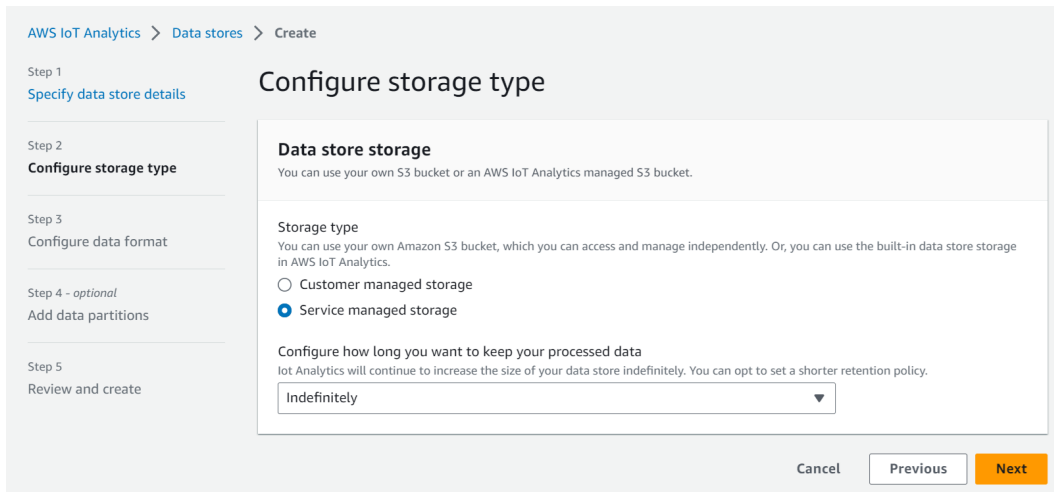 AWS IoT Analytics > Data stores > Create
Step 1
Specify data store details
Step 2
Configure storage type
Step 3
Configure data format
Step 4 - optional
Add data partitions
Step 5
Review and create
Configure storage type
Data store storage
You can use your own S3 bucket or an AWS IoT Analytics managed S3 bucket.
Storage type
You can use your own Amazon S3 bucket, which you can access and manage independently. Or, you can use the built-in data store storage
in AWS IoT Analytics.
Customer managed storage
Service managed storage
Configure how long you want to keep your processed data
Iot Analytics will continue to increase the size of your data store indefinitely. You can opt to set a shorter retention policy.
Indefinitely
Cancel Previous Next